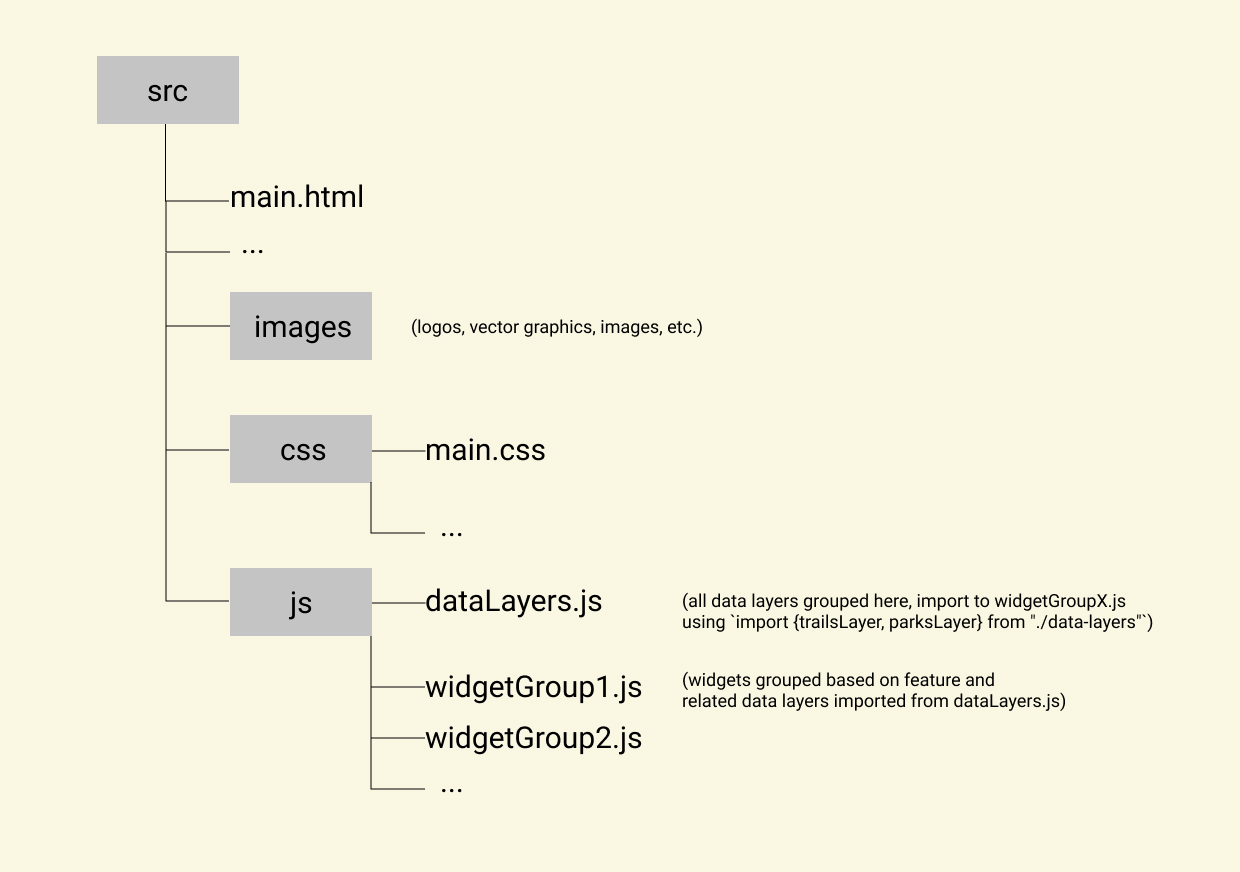 src
main.html
...
images
(logos, vector graphics, images, etc.)
css
main.css
...
js
dataLayers.js
(all data layers grouped here, import to widgetGroupX.js
using `import {trailsLayer, parksLayer} from "./data-layers"`)
widgetGroup1.js
(widgets grouped based on feature and
related data layers imported from dataLayers.js)
widgetGroup2.js
...